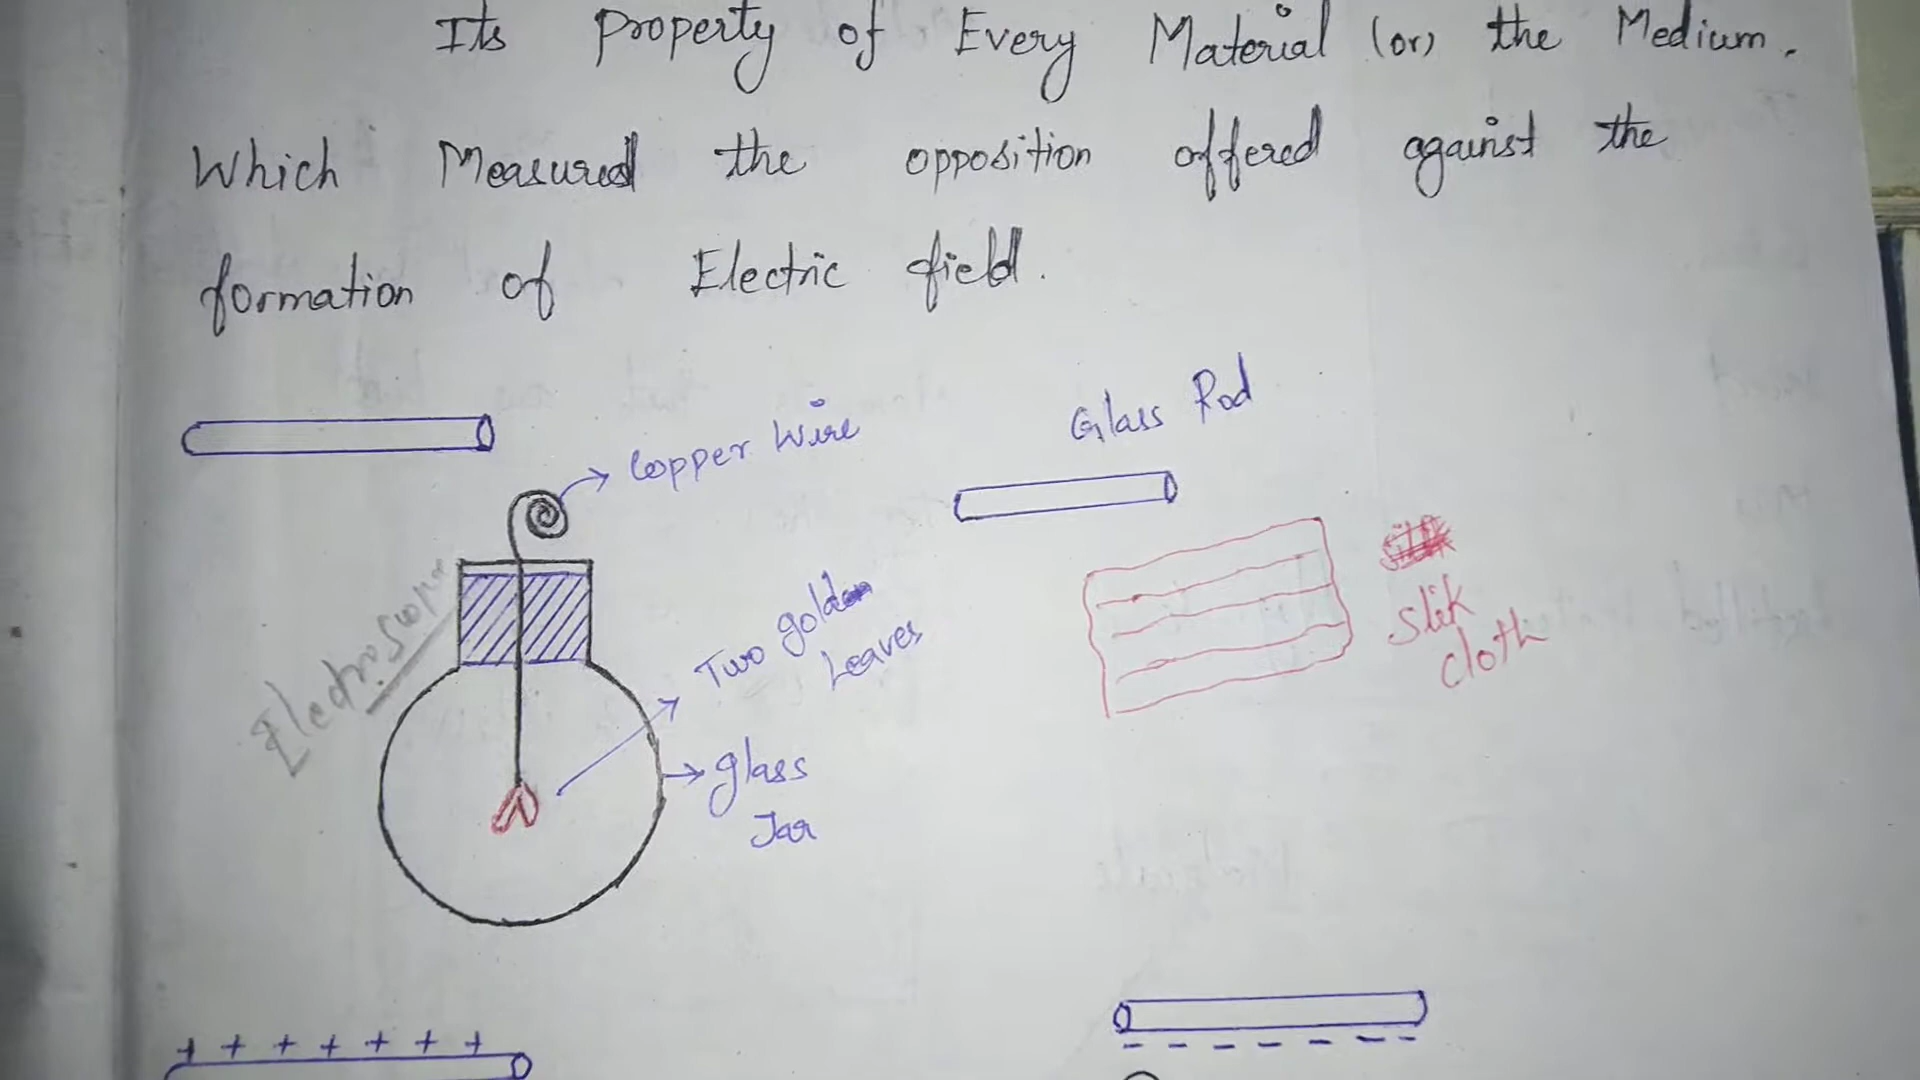 Its property of Every Material (or) the Medium.
Which Measured the opposition offered against the
formation of Electric field.
Glass Rod
Copper Wire
Electroscope
Two golden
Leaves
Slik
cloth
glass
Jar
+ + + + + + +
- - - - - - -